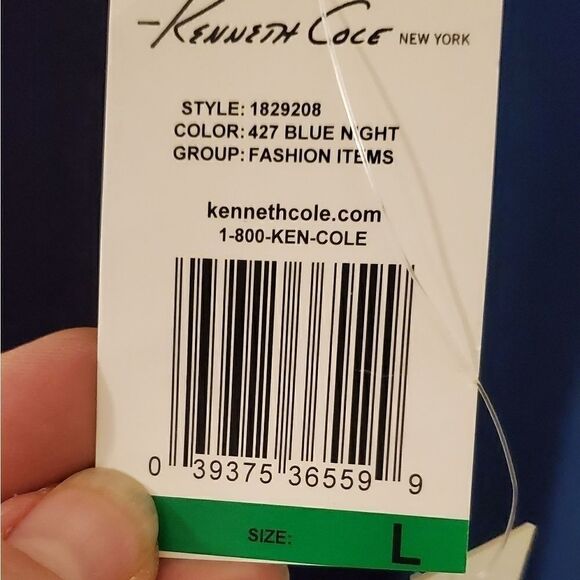 Kenneth Cole NEW YORK
STYLE: 1829208
COLOR: 427 BLUE NIGHT
GROUP: FASHION ITEMS
kennethcole.com
1-800-KEN-COLE
0 39375 36559 9
SIZE: L